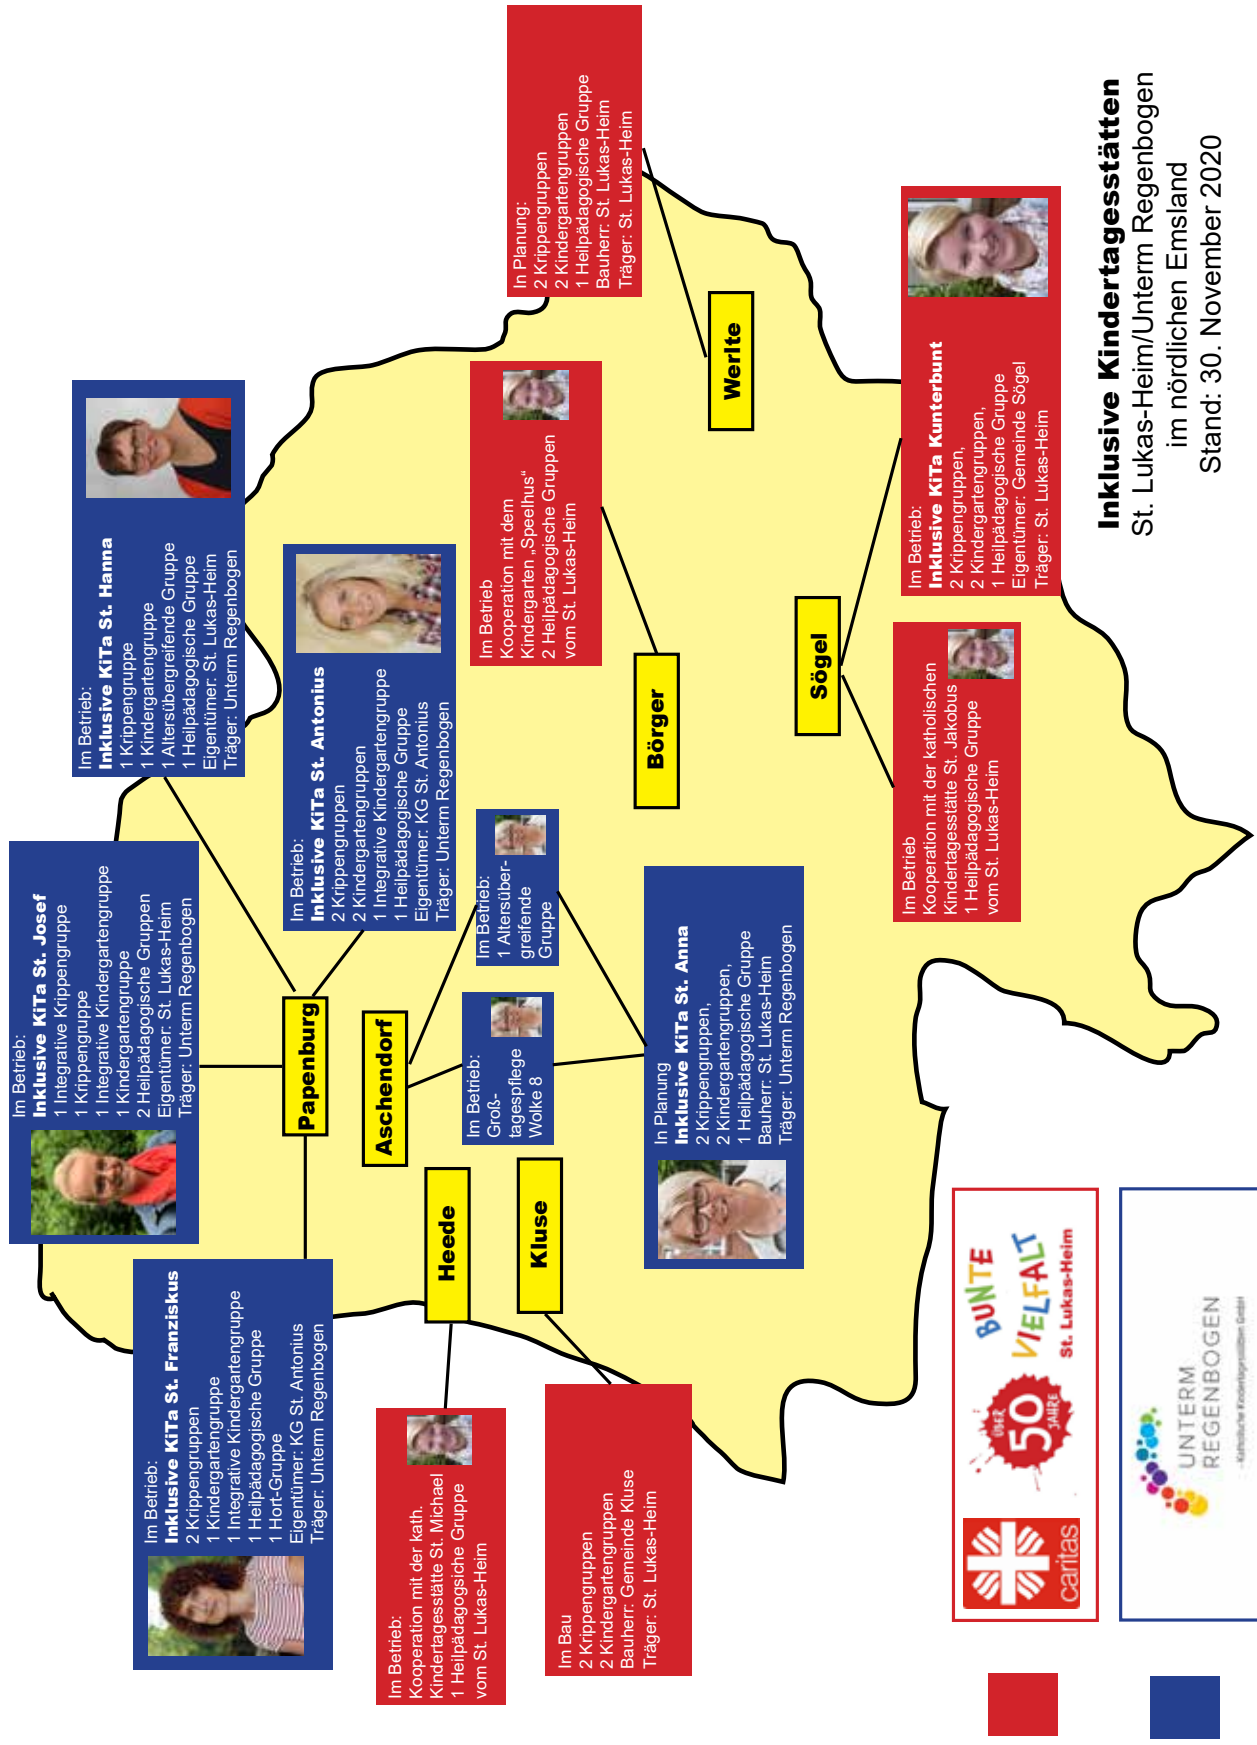 Im Betrieb:
Inklusive KiTa St. Franziskus
2 Krippengruppen
1 Kindergartengruppe
1 Integrative Kindergartengruppe
1 Heilpädagogische Gruppe
1 Hort-Gruppe
Eigentümer: KG St. Antonius
Träger: Unterm Regenbogen
Im Betrieb:
Inklusive KiTa St. Josef
1 Integrative Krippengruppe
1 Krippengruppe
1 Integrative Kindergartengruppe
1 Kindergartengruppe
2 Heilpädagogische Gruppen
Eigentümer: St. Lukas-Heim
Träger: Unterm Regenbogen
Im Betrieb:
Inklusive KiTa St. Hanna
1 Krippengruppe
1 Kindergartengruppe
1 Altersübergreifende Gruppe
1 Heilpädagogische Gruppe
Eigentümer: St. Lukas-Heim
Träger: Unterm Regenbogen
Papenburg
Im Betrieb:
Inklusive KiTa St. Antonius
2 Krippengruppen
2 Kindergartengruppen
1 Integrative Kindergartengruppe
1 Heilpädagogische Gruppe
Eigentümer: KG St. Antonius
Träger: Unterm Regenbogen
Aschendorf
Im Betrieb:
Kooperation mit der kath.
Kindertagesstätte St. Michael
1 Heilpädagogsiche Gruppe
vom St. Lukas-Heim
Heede
Im Betrieb:
Groß-
tagespflege
Wolke 8
Im Betrieb:
1 Altersüber-
greifende
Gruppe
Im Betrieb
Kooperation mit dem
Kindergarten „Speelhus“
2 Heilpädagogische Gruppen
vom St. Lukas-Heim
In Planung:
2 Krippengruppen
2 Kindergartengruppen
1 Heilpädagogische Gruppe
Bauherr: St. Lukas-Heim
Träger: St. Lukas-Heim
Kluse
Im Bau
2 Krippengruppen
2 Kindergartengruppen
Bauherr: Gemeinde Kluse
Träger: St. Lukas-Heim
In Planung
Inklusive KiTa St. Anna
2 Krippengruppen,
2 Kindergartengruppen,
1 Heilpädagogische Gruppe
Bauherr: St. Lukas-Heim
Träger: Unterm Regenbogen
Börger
Werlte
Sögel
Im Betrieb
Kooperation mit der katholischen
Kindertagesstätte St. Jakobus
1 Heilpädagogische Gruppe
vom St. Lukas-Heim
Im Betrieb:
Inklusive KiTa Kunterbunt
2 Krippengruppen,
2 Kindergartengruppen,
1 Heilpädagogische Gruppe
Eigentümer: Gemeinde Sögel
Träger: St. Lukas-Heim
caritas
ÜBER
50
JAHRE
BUNTE
VIELFALT
St. Lukas-Heim
UNTERM
REGENBOGEN
– Katholische Kindertagesstätten GmbH
Inklusive Kindertagesstätten
St. Lukas-Heim/Unterm Regenbogen
im nördlichen Emsland
Stand: 30. November 2020